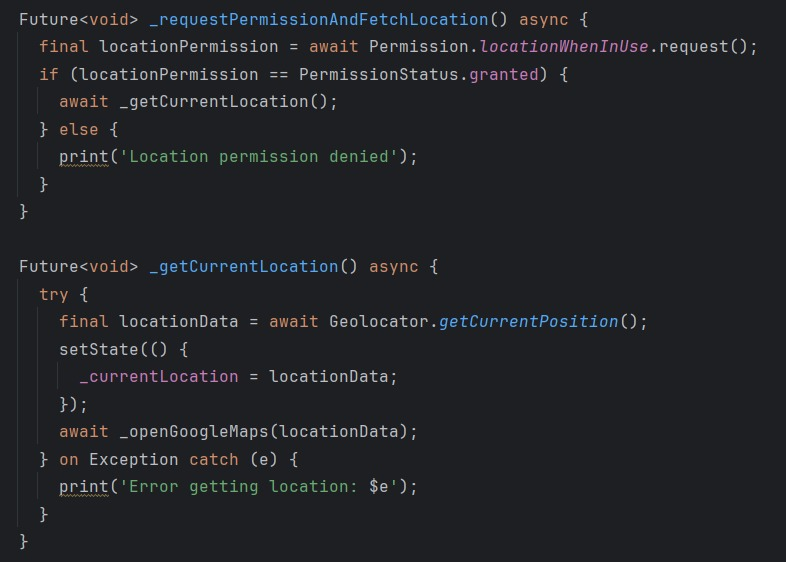 Future<void> _requestPermissionAndFetchLocation() async {
final locationPermission = await Permission.locationWhenInUse.request();
if (locationPermission == PermissionStatus.granted) {
await _getCurrentLocation();
} else {
print('Location permission denied');
}
}
Future<void> _getCurrentLocation() async {
try {
final locationData = await Geolocator.getCurrentPosition();
setState(() {
_currentLocation = locationData;
});
await _openGoogleMaps(locationData);
} on Exception catch (e) {
print('Error getting location: $e');
}
}